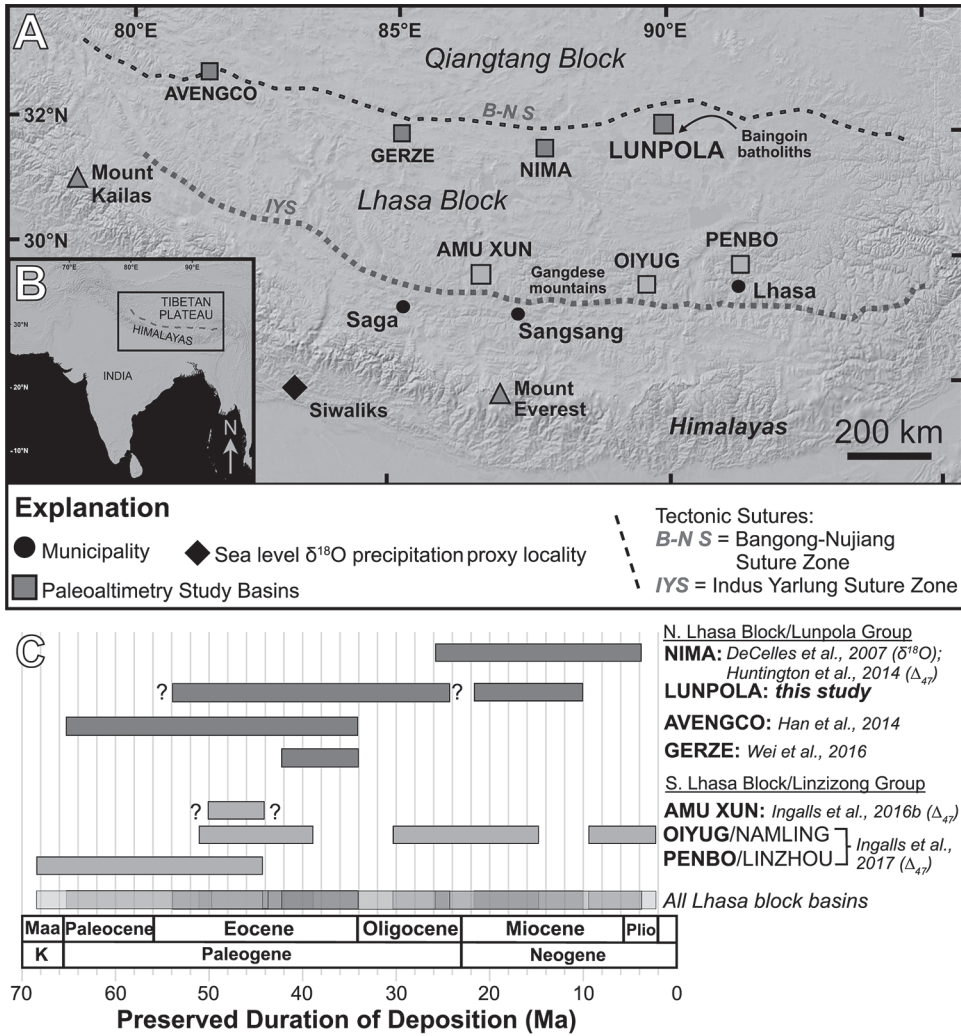 A
80°E
85°E
90°E
Qiangtang Block
AVENGCO
32°N
B-N S
GERZE
NIMA
LUNPOLA
Baingoin
batholiths
Mount
Kailas
IYS
Lhasa Block
30°N
AMU XUN
Gangdese
mountains
OIYUG
PENBO
Lhasa
Saga
Sangsang
Siwaliks
Mount
Everest
Himalayas
200 km
B
70°E
80°E
90°E
TIBETAN
PLATEAU
30°N
HIMALAYAS
INDIA
20°N
N
10°N
Explanation
Municipality
Sea level δ¹⁸O precipitation proxy locality
Paleoaltimetry Study Basins
Tectonic Sutures:
B-N S = Bangong-Nujiang
Suture Zone
IYS = Indus Yarlung Suture Zone
C
N. Lhasa Block/Lunpola Group
NIMA: DeCelles et al., 2007 (δ¹⁸O);
Huntington et al., 2014 (Δ₄₇)
? ? LUNPOLA: this study
AVENGCO: Han et al., 2014
GERZE: Wei et al., 2016
S. Lhasa Block/Linzizong Group
? ? AMU XUN: Ingalls et al., 2016b (Δ₄₇)
OIYUG/NAMLING
PENBO/LINZHOU
Ingalls et al.,
2017 (Δ₄₇)
All Lhasa block basins
Maa Paleocene Eocene Oligocene Miocene Plio
K Paleogene Neogene
70 60 50 40 30 20 10 0
Preserved Duration of Deposition (Ma)